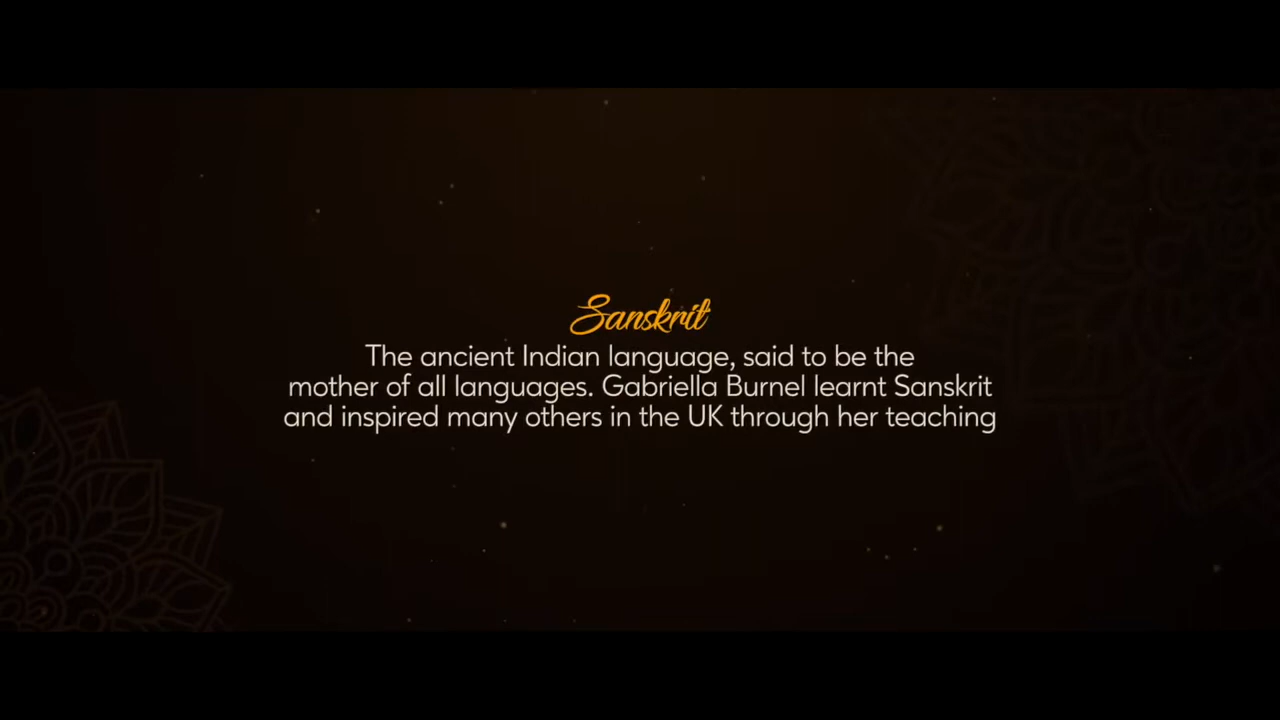 Sanskrit
The ancient Indian language, said to be the
mother of all languages. Gabriella Burnel learnt Sanskrit
and inspired many others in the UK through her teaching